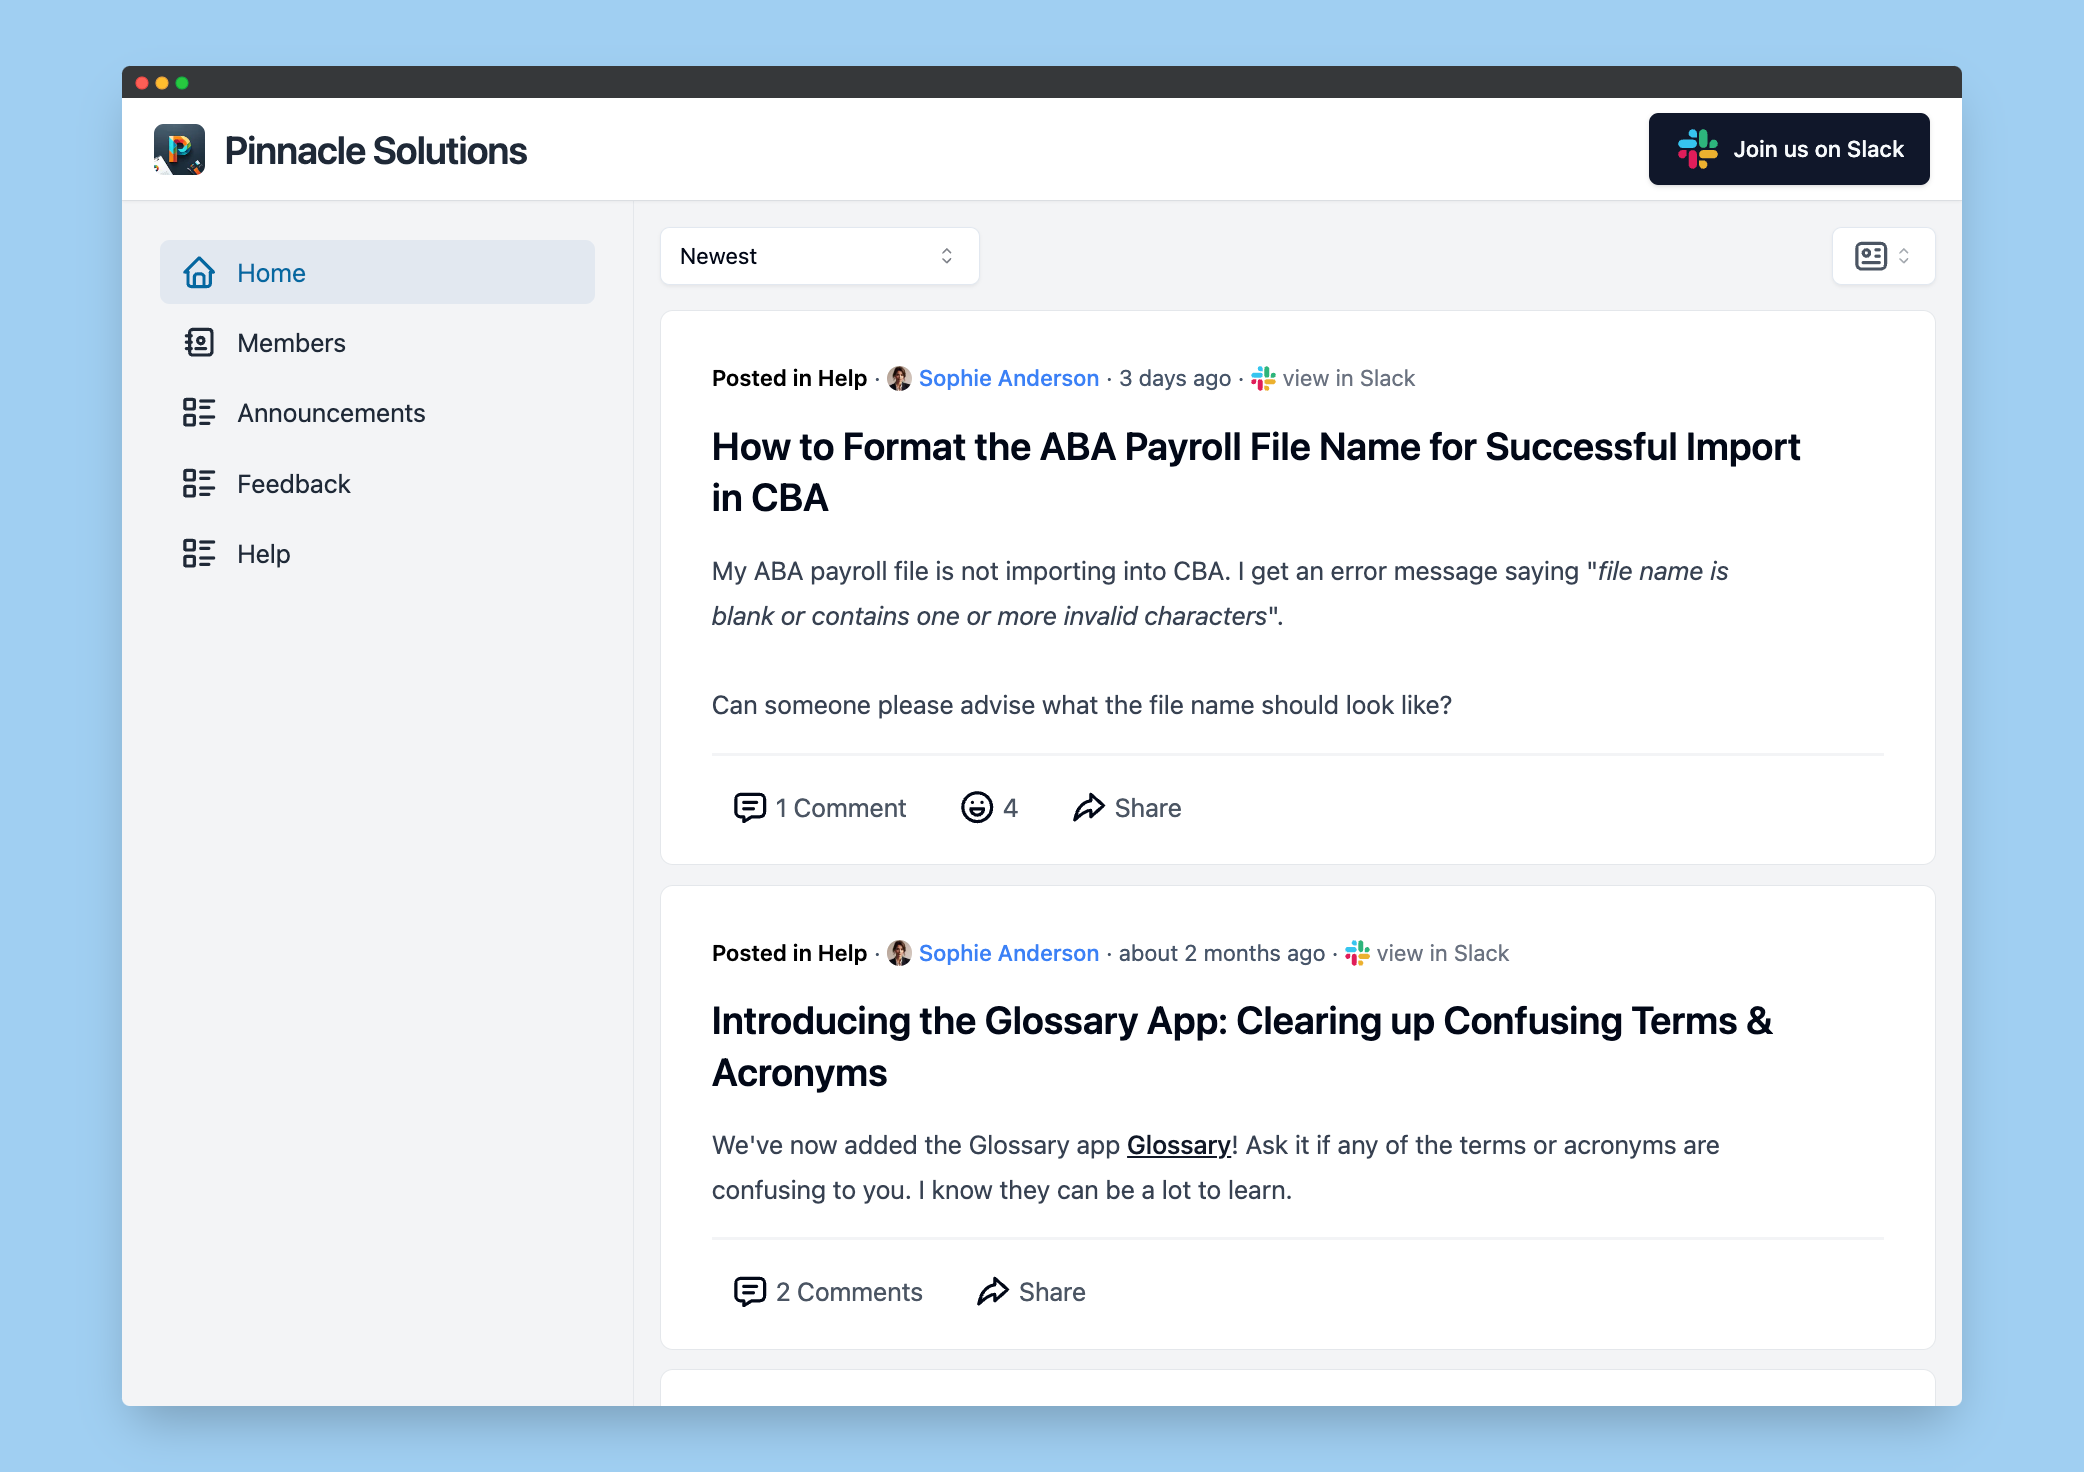 Pinnacle Solutions
Join us on Slack
Home
Members
Announcements
Feedback
Help
Newest
Posted in Help · Sophie Anderson · 3 days ago · view in Slack
How to Format the ABA Payroll File Name for Successful Import
in CBA
My ABA payroll file is not importing into CBA. I get an error message saying "file name is
blank or contains one or more invalid characters".
Can someone please advise what the file name should look like?
1 Comment
4
Share
Posted in Help · Sophie Anderson · about 2 months ago · view in Slack
Introducing the Glossary App: Clearing up Confusing Terms &
Acronyms
We've now added the Glossary app Glossary! Ask it if any of the terms or acronyms are
confusing to you. I know they can be a lot to learn.
2 Comments
Share